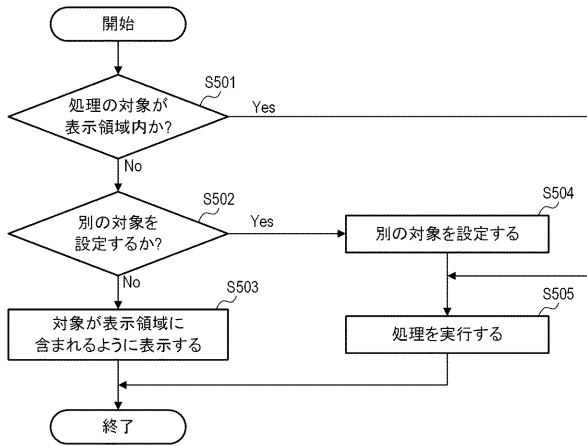 開始
S501
処理の対象が
表示領域内か?
Yes
No
S502
別の対象を
設定するか?
Yes
No
S504
別の対象を設定する
S503
対象が表示領域に
含まれるように表示する
S505
処理を実行する
終了